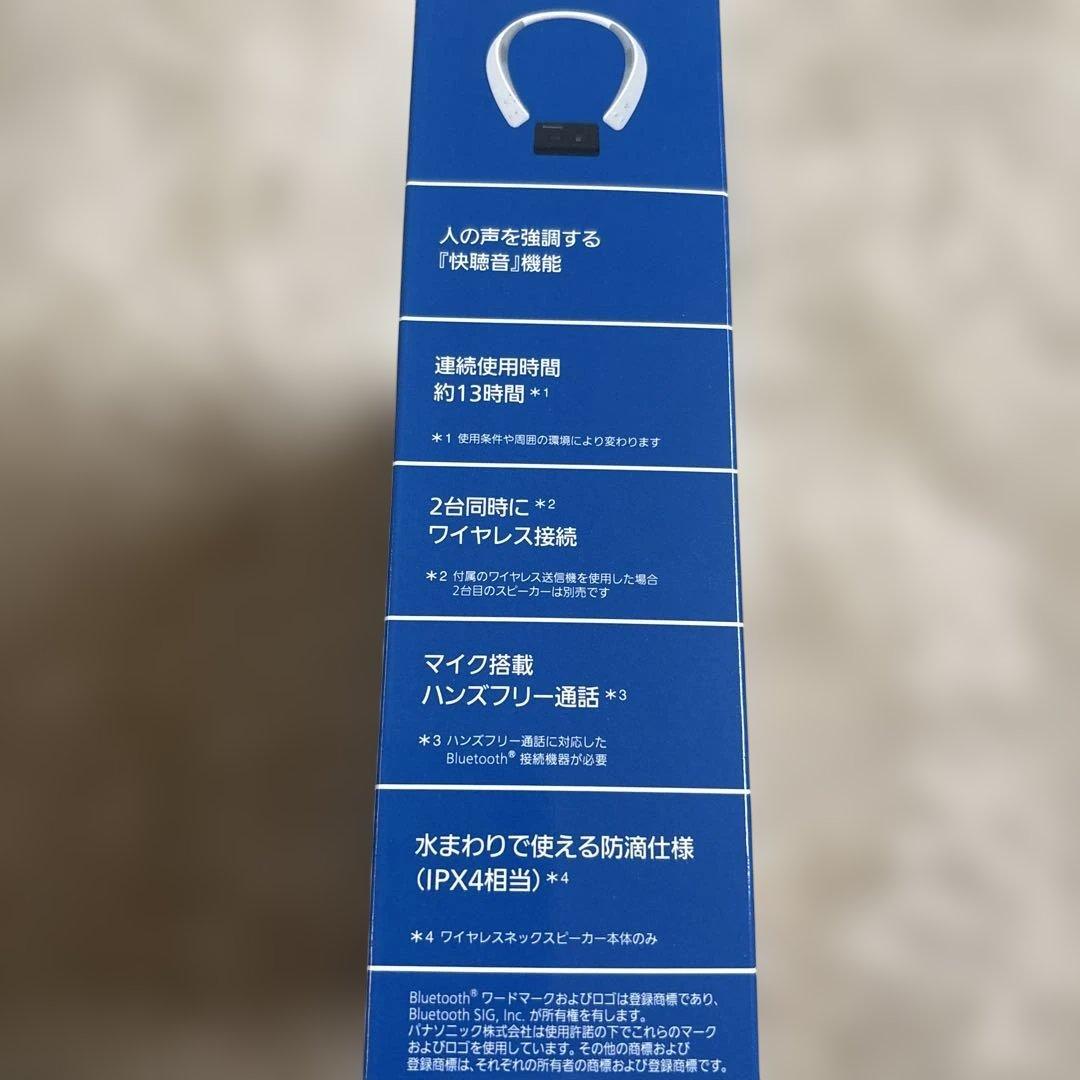 人の声を強調する
『快聴音』機能
連続使用時間
約13時間＊1
＊1 使用条件や周囲の環境により変わります
2台同時に＊2
ワイヤレス接続
＊2 付属のワイヤレス送信機を使用した場合
2台目のスピーカーは別売です
マイク搭載
ハンズフリー通話＊3
＊3 ハンズフリー通話に対応した
Bluetooth® 接続機器が必要
水まわりで使える防滴仕様
（IPX4相当）＊4
＊4 ワイヤレスネックスピーカー本体のみ
Bluetooth® ワードマークおよびロゴは登録商標であり、
Bluetooth SIG, Inc. が所有権を有します。
パナソニック株式会社は使用許諾の下でこれらのマーク
およびロゴを使用しています。その他の商標および
登録商標は、それぞれの所有者の商標および登録商標です。